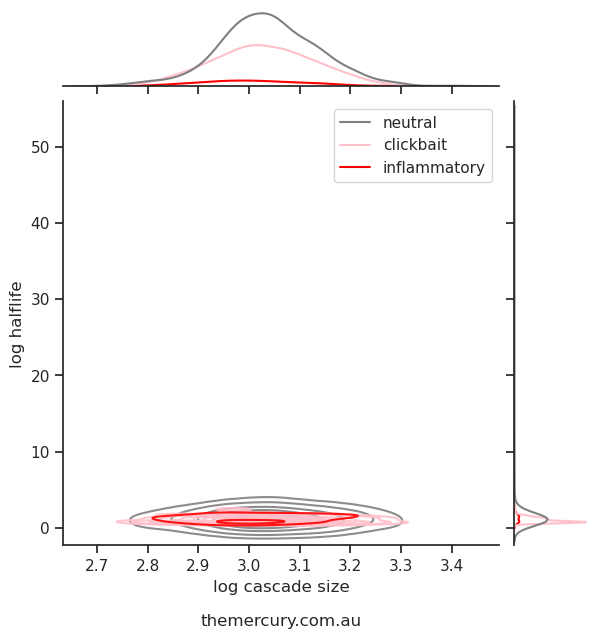 neutral
clickbait
inflammatory
50
40
30
20
10
0
log halflife
2.7 2.8 2.9 3.0 3.1 3.2 3.3 3.4
log cascade size
themercury.com.au